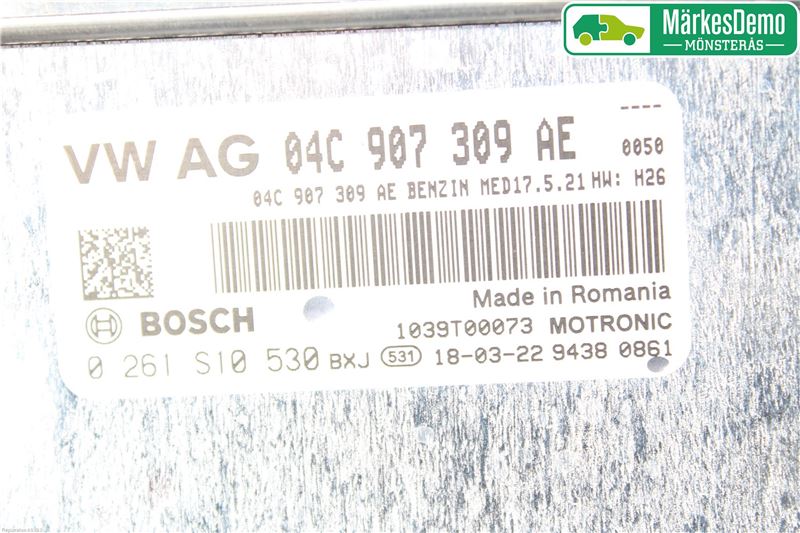 MärkesDemo
MÖNSTERÅS
----
VW AG 04C 907 309 AE 0050
04C 907 309 AE BENZIN MED17.5.21 HW: H26
Made in Romania
BOSCH 1039T00073 MOTRONIC
0 261 S10 530 BXJ 531 18-03-22 9438 0861